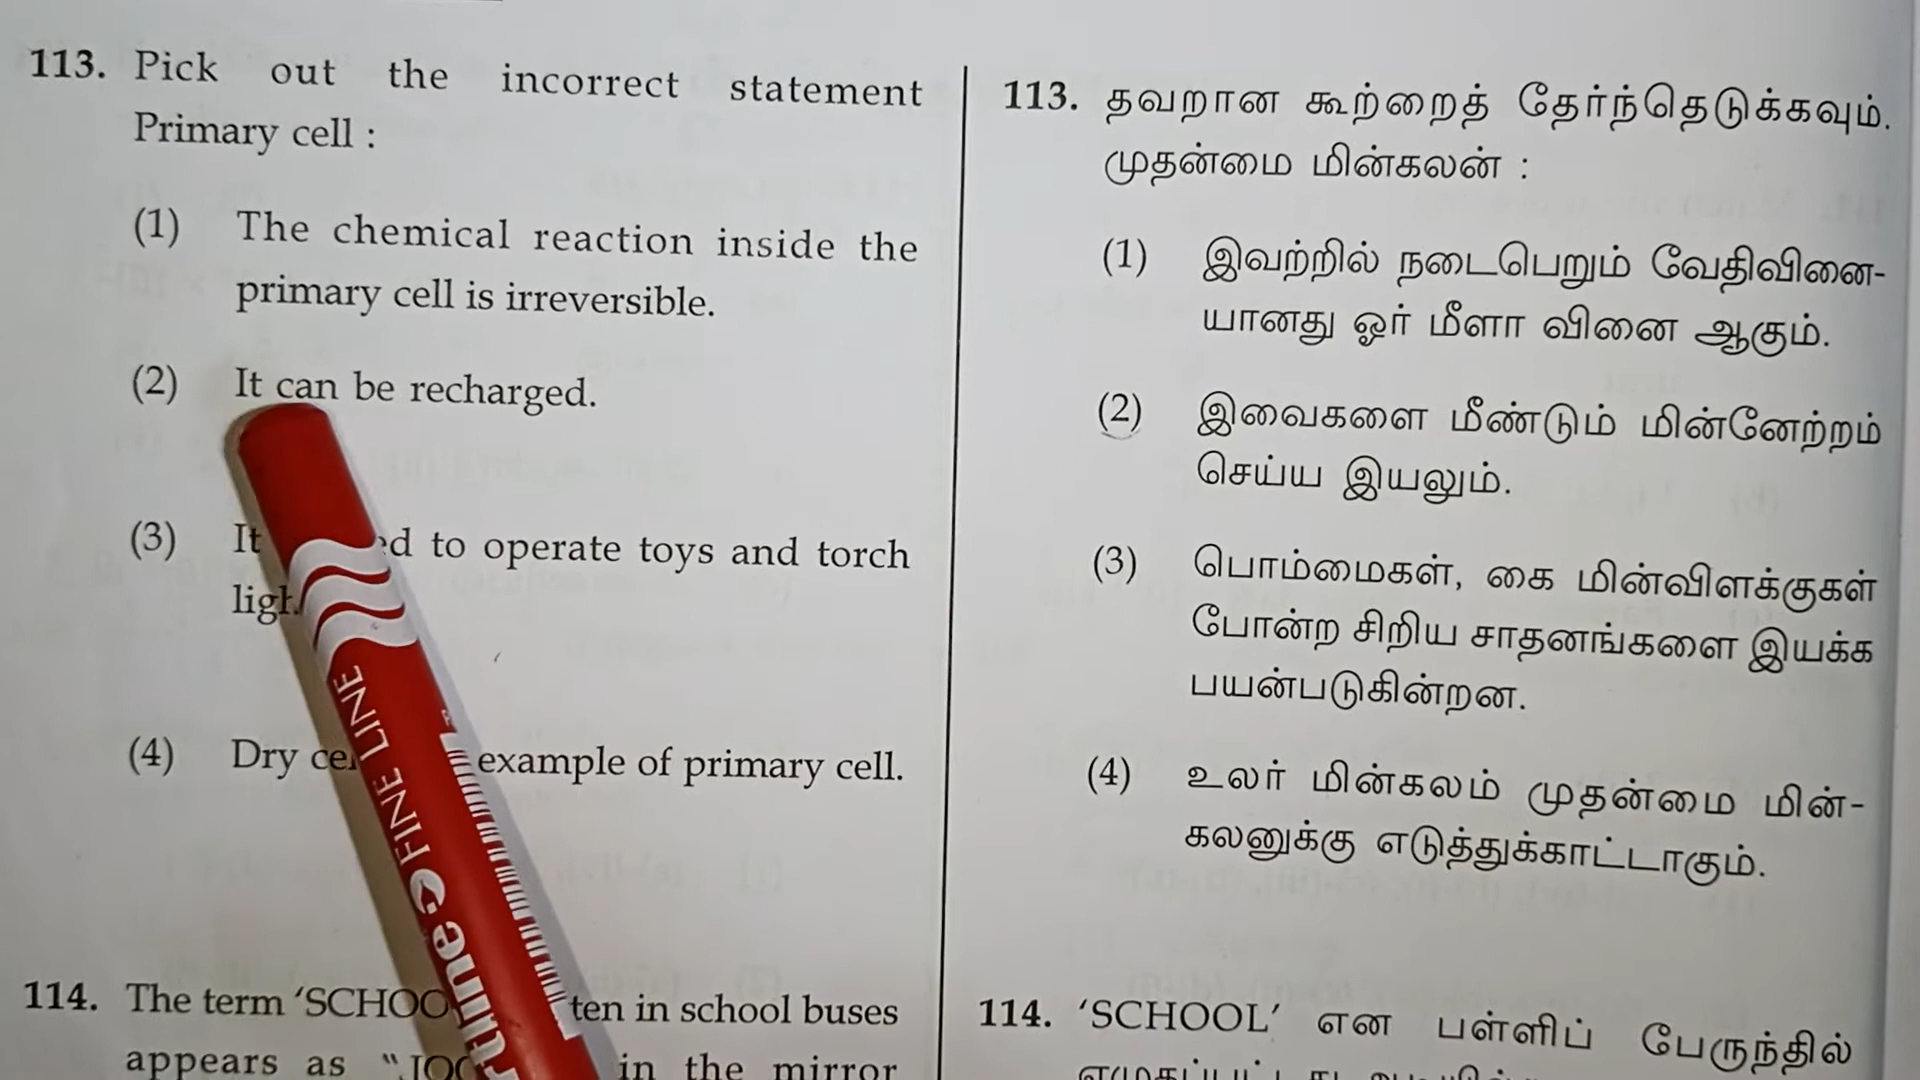 113. Pick out the incorrect statement
Primary cell :
(1) The chemical reaction inside the
primary cell is irreversible.
(2) It can be recharged.
(3) It to operate toys and torch
(4) Dry example of primary cell.
114. The term ‘SCHOO in school buses
appears as in the mirror
113. தவறான கூற்றைத் தேர்ந்தெடுக்கவும்.
முதன்மை மின்கலன் :
(1) இவற்றில் நடைபெறும் வேதிவினை-
யானது ஓர் மீளா வினை ஆகும்.
(2) இவைகளை மீண்டும் மின்னேற்றம்
செய்ய இயலும்.
(3) பொம்மைகள், கை மின்விளக்குகள்
போன்ற சிறிய சாதனங்களை இயக்க
பயன்படுகின்றன.
(4) உலர் மின்கலம் முதன்மை மின்-
கலனுக்கு எடுத்துக்காட்டாகும்.
114. ‘SCHOOL’ என பள்ளிப் பேருந்தில்
FINE LINE